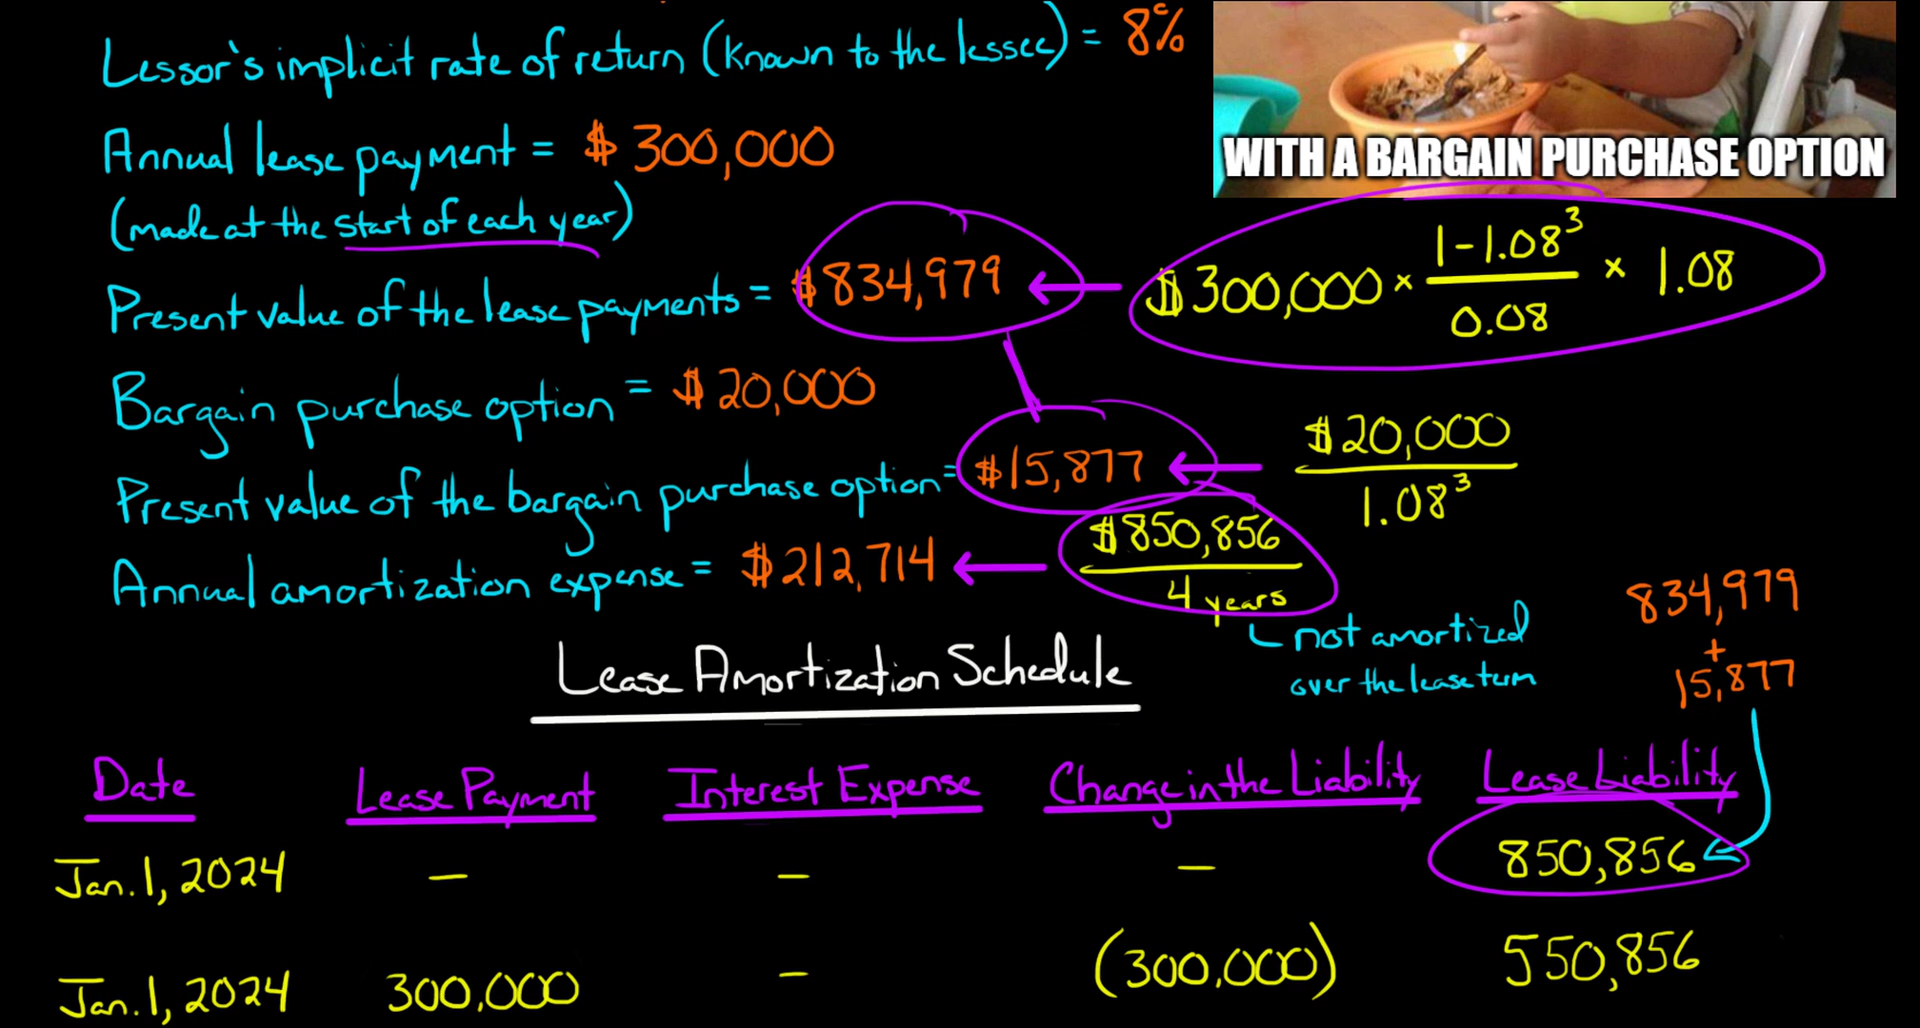 Lessor's implicit rate of return (known to the lessee) = 8%
WITH A BARGAIN PURCHASE OPTION
Annual lease payment = $300,000
(made at the start of each year)
Present value of the lease payments = $834,979 ← $300,000 × (1-1.08³)/0.08 × 1.08
Bargain purchase option = $20,000
Present value of the bargain purchase option = $15,877 ← $20,000/1.08³
Annual amortization expense = $212,714 ← $850,856/4 years
not amortized
over the lease term
834,979
+
15,877
Lease Amortization Schedule
Date Lease Payment Interest Expense Change in the Liability Lease Liability
Jan. 1, 2024 – – – 850,856
Jan. 1, 2024 300,000 – (300,000) 550,856